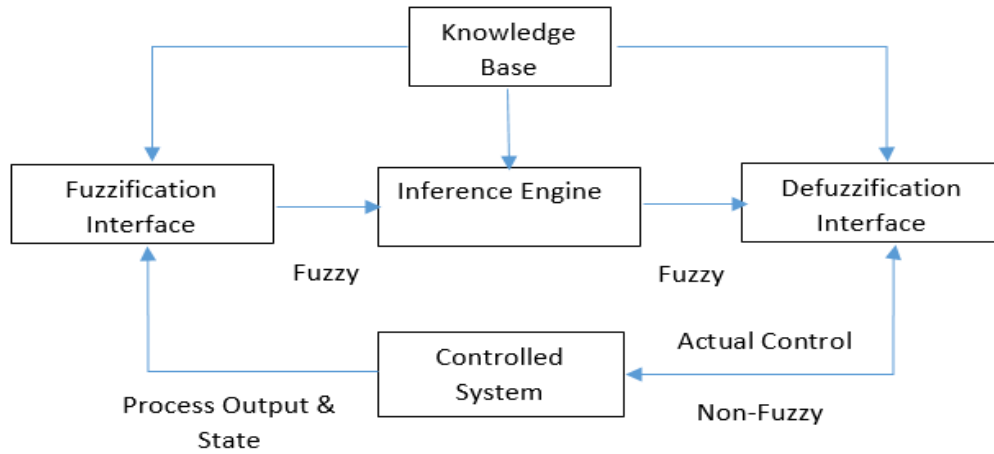 Knowledge
Base
Fuzzification
Interface
Inference Engine
Defuzzification
Interface
Fuzzy
Fuzzy
Controlled
System
Actual Control
Non-Fuzzy
Process Output &
State